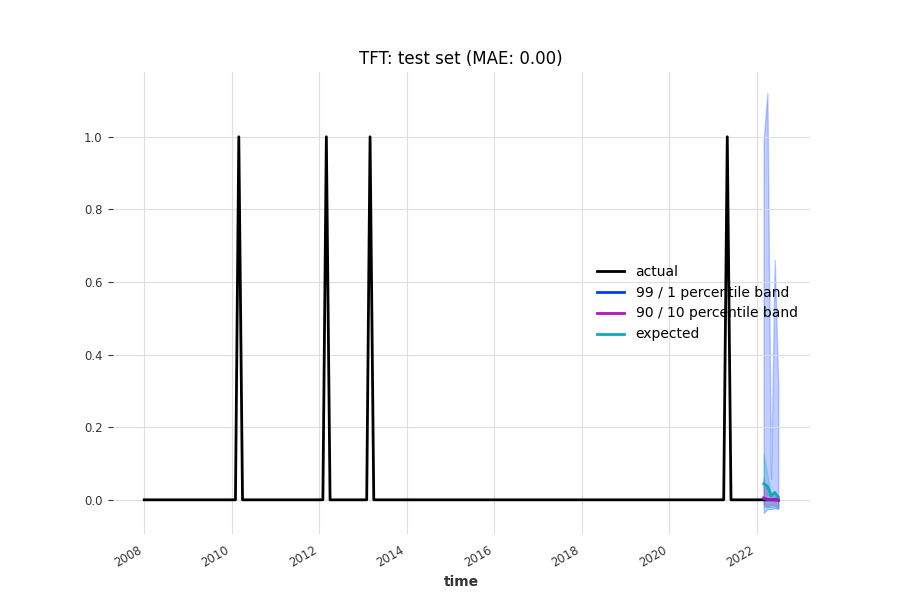 TFT: test set (MAE: 0.00)
1.0
0.8
0.6
0.4
0.2
0.0
actual
99 / 1 percentile band
90 / 10 percentile band
expected
2008
2010
2012
2014
2016
2018
2020
2022
time